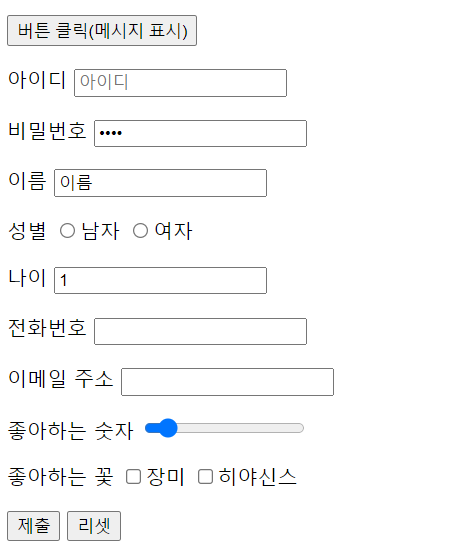 버튼 클릭(메시지 표시)
아이디 아이디
비밀번호 ••••
이름 이름
성별 남자 여자
나이 1
전화번호
이메일 주소
좋아하는 숫자
좋아하는 꽃 장미 히야신스
제출 리셋